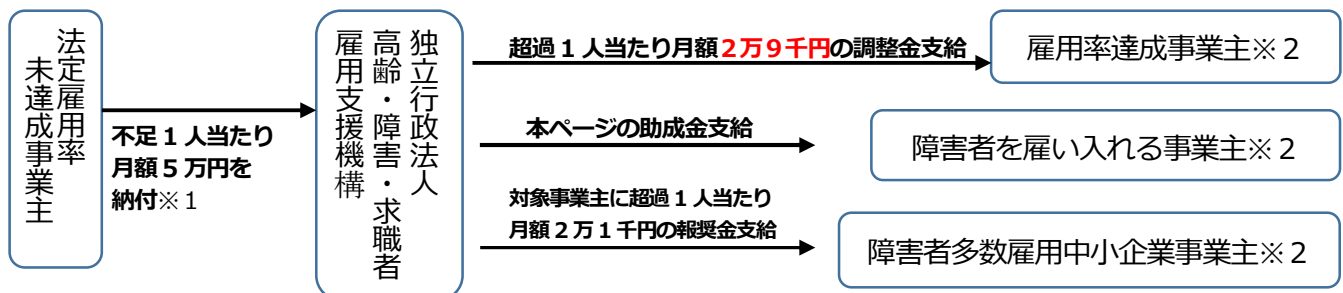 法定雇用率
未達成事業主
不足1人当たり
月額5万円を
納付※1
独立行政法人
高齢・障害・求職者
雇用支援機構
超過1人当たり月額2万9千円の調整金支給
雇用率達成事業主※2
本ページの助成金支給
障害者を雇い入れる事業主※2
対象事業主に超過1人当たり
月額2万1千円の報奨金支給
障害者多数雇用中小企業事業主※2